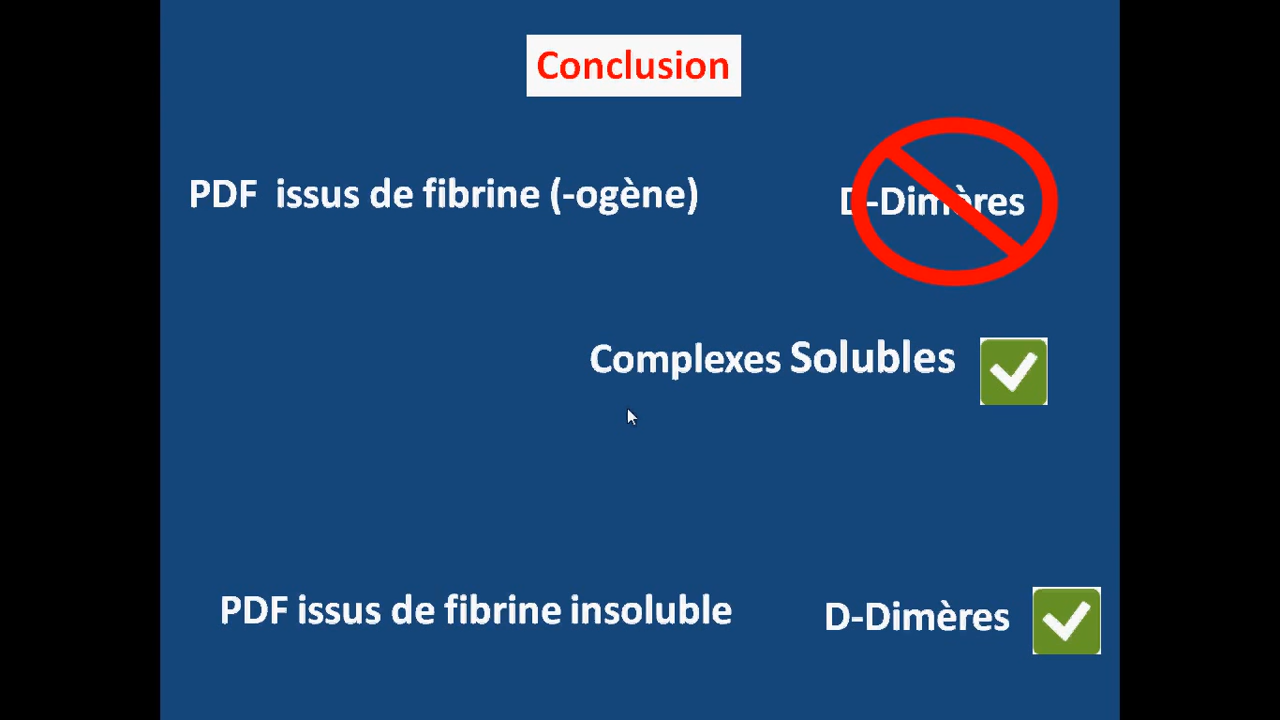 Conclusion
PDF issus de fibrine (-ogène)
D-Dimères
Complexes Solubles
PDF issus de fibrine insoluble
D-Dimères